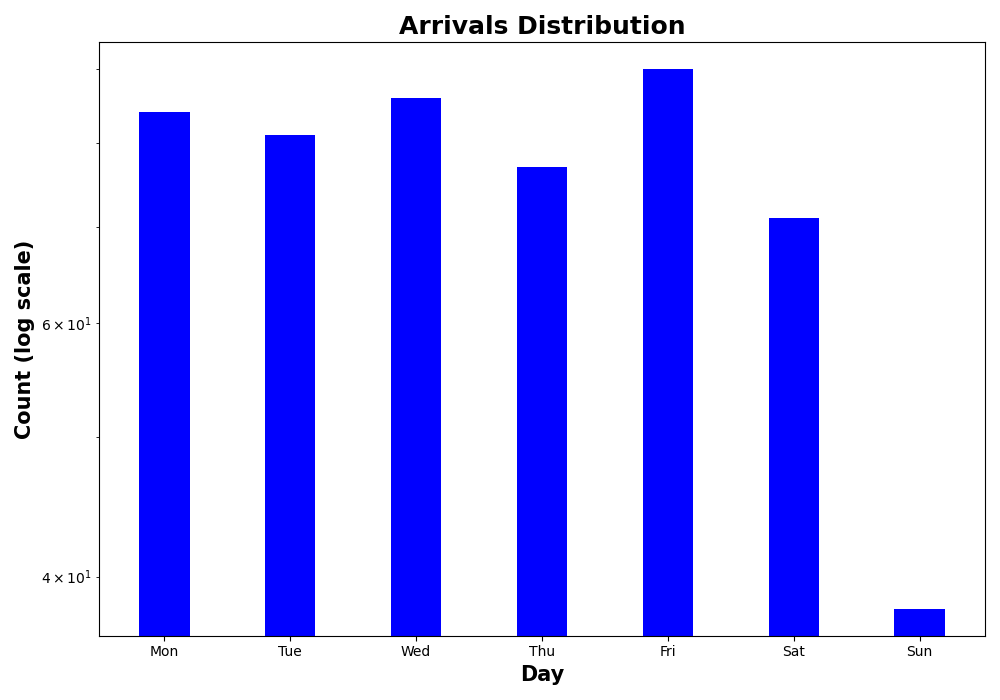 Arrivals Distribution
Count (log scale)
6 × 10¹
4 × 10¹
Mon Tue Wed Thu Fri Sat Sun
Day